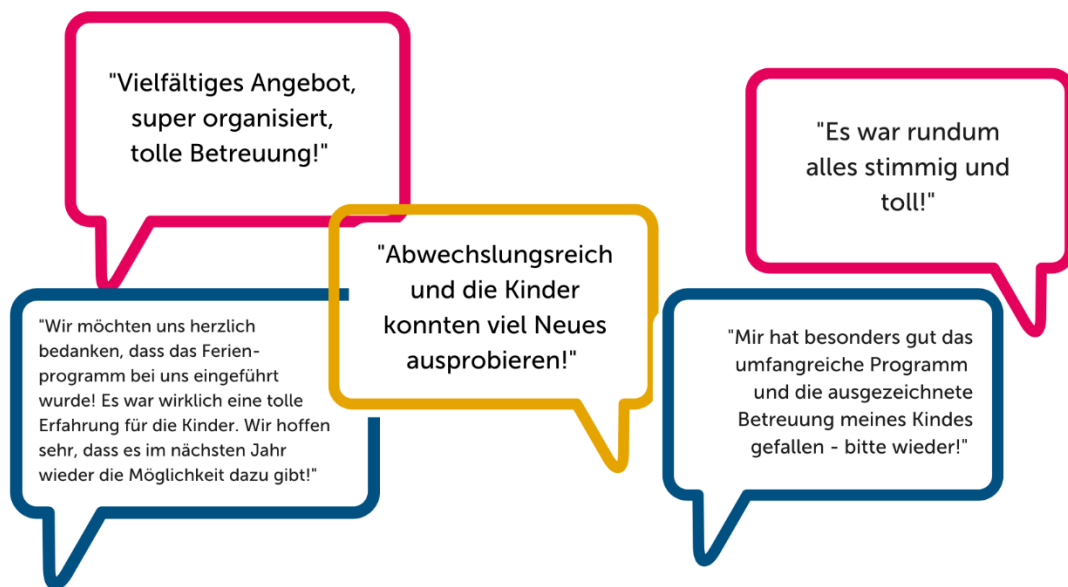 "Vielfältiges Angebot,
super organisiert,
tolle Betreuung!"
"Es war rundum
alles stimmig und
toll!"
"Abwechslungsreich
und die Kinder
konnten viel Neues
ausprobieren!"
"Wir möchten uns herzlich
bedanken, dass das Ferien-
programm bei uns eingeführt
wurde! Es war wirklich eine tolle
Erfahrung für die Kinder. Wir hoffen
sehr, dass es im nächsten Jahr
wieder die Möglichkeit dazu gibt!"
"Mir hat besonders gut das
umfangreiche Programm
und die ausgezeichnete
Betreuung meines Kindes
gefallen - bitte wieder!"